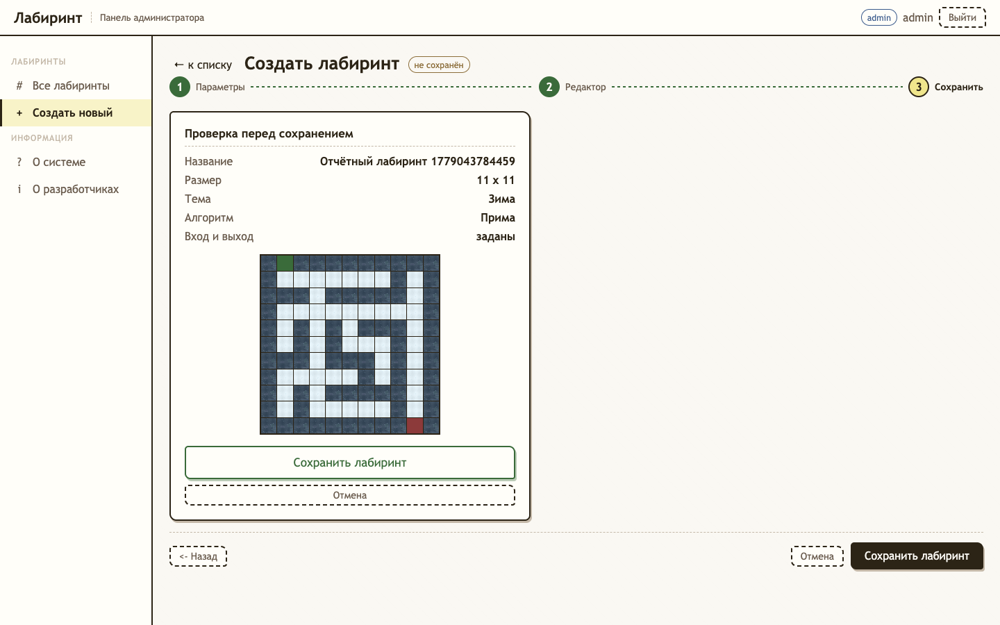 Лабиринт Панель администратора admin admin Выйти
ЛАБИРИНТЫ
# Все лабиринты
+ Создать новый
ИНФОРМАЦИЯ
? О системе
i О разработчиках
← к списку Создать лабиринт не сохранён
1 Параметры 2 Редактор 3 Сохранить
Проверка перед сохранением
Название Отчётный лабиринт 1779043784459
Размер 11 x 11
Тема Зима
Алгоритм Прима
Вход и выход заданы
Сохранить лабиринт
Отмена
<- Назад Отмена Сохранить лабиринт